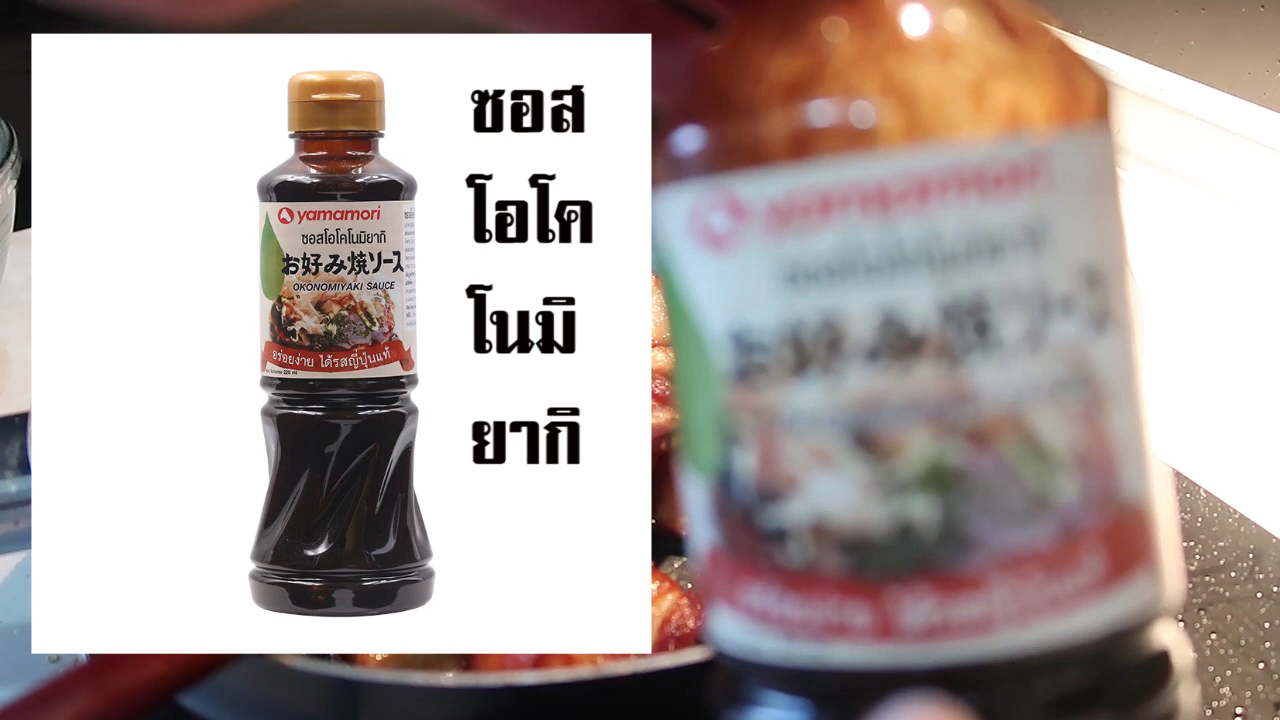 ซอส
โอโค
โนมิ
ยากิ
yamamori
ซอสโอโคโนมิยากิ
お好み焼ソース
OKONOMIYAKI SAUCE
อร่อยง่าย ได้รสญี่ปุ่นแท้
yamamori